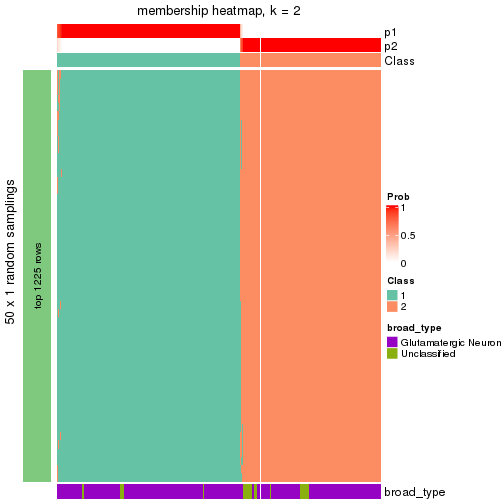 membership heatmap, k = 2
p1
p2
Class
50 x 1 random samplings
top 1225 rows
Prob
1
0.5
0
Class
1
2
broad_type
Glutamatergic Neuron
Unclassified
broad_type